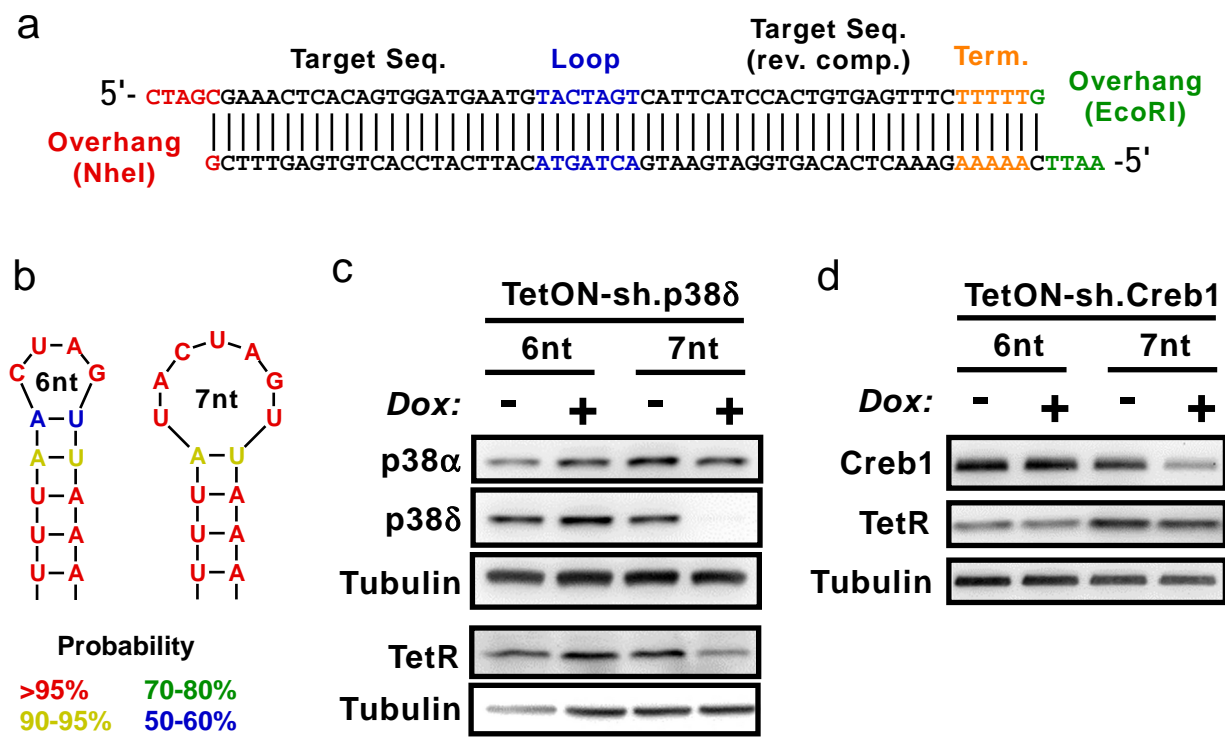 a
Target Seq.
Loop
Target Seq.
(rev. comp.)
Term.
Overhang
(EcoRI)
5'- CTAGCGAAACTCACAGTGGATGAATGTACTAGTCATTCATCCACTGTGAGTTTCTTTTTG
GCTTTGAGTGTCACCTACTTACATGATCAGTAAGTAGGTGACACTCAAAGAAAAACTTAA -5'
Overhang
(NheI)
b
U A
C G
6nt
A U
A U
U A
U A
U A
A C U A G
U U
7nt
A U
U A
U A
U A
Probability
>95% 70-80%
90-95% 50-60%
c
TetON-sh.p38δ
6nt 7nt
Dox: - + - +
p38α
p38δ
Tubulin
TetR
Tubulin
d
TetON-sh.Creb1
6nt 7nt
Dox: - + - +
Creb1
TetR
Tubulin